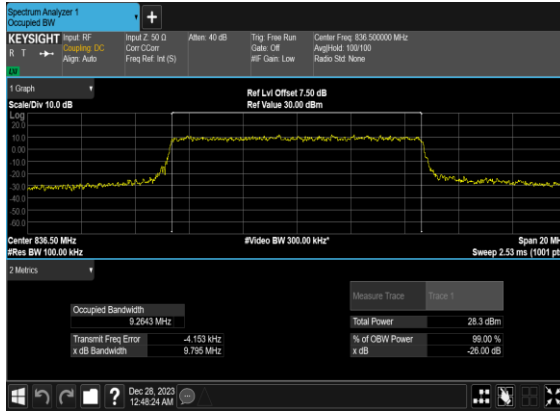 Spectrum Analyzer 1
Occupied BW
KEYSIGHT Input: RF Input Z: 50 Ω Atten: 40 dB Trig: Free Run Center Freq: 836.500000 MHz
R T Coupling: DC Corr CCorr Gate: Off Avg|Hold: 100/100
Align: Auto Freq Ref: Int (S) #IF Gain: Low Radio Std: None
LU
1 Graph Ref Lvl Offset 7.50 dB
Scale/Div 10.0 dB Ref Value 30.00 dBm
Log
20.0
10.0
0.00
-10.0
-20.0
-30.0
-40.0
-50.0
-60.0
Center 836.50 MHz #Video BW 300.00 kHz* Span 20 MH
#Res BW 100.00 kHz Sweep 2.53 ms (1001 pt
2 Metrics
Measure Trace Trace 1
Occupied Bandwidth
9.2643 MHz Total Power 28.3 dBm
Transmit Freq Error -4.153 kHz % of OBW Power 99.00 %
x dB Bandwidth 9.795 MHz x dB -26.00 dB
? Dec 28, 2023
12:48:24 AM